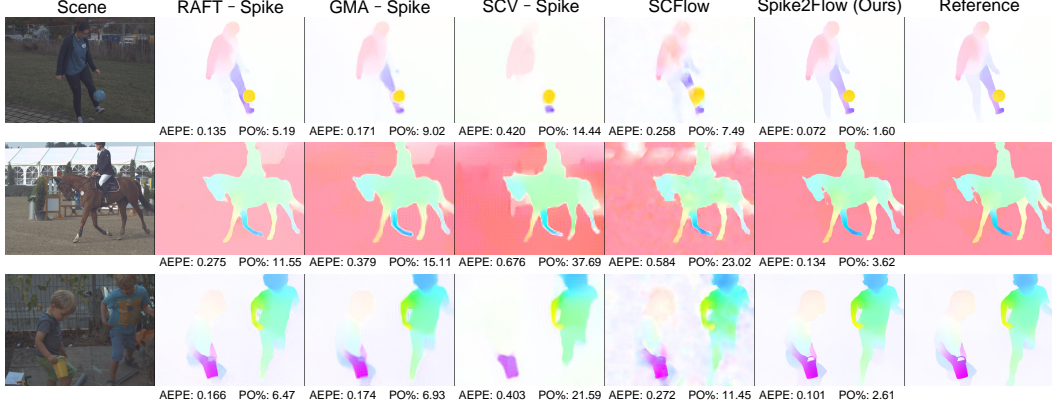 Scene RAFT – Spike GMA – Spike SCV – Spike SCFlow Spike2Flow (Ours) Reference
AEPE: 0.135 PO%: 5.19 AEPE: 0.171 PO%: 9.02 AEPE: 0.420 PO%: 14.44 AEPE: 0.258 PO%: 7.49 AEPE: 0.072 PO%: 1.60
AEPE: 0.275 PO%: 11.55 AEPE: 0.379 PO%: 15.11 AEPE: 0.676 PO%: 37.69 AEPE: 0.584 PO%: 23.02 AEPE: 0.134 PO%: 3.62
AEPE: 0.166 PO%: 6.47 AEPE: 0.174 PO%: 6.93 AEPE: 0.403 PO%: 21.59 AEPE: 0.272 PO%: 11.45 AEPE: 0.101 PO%: 2.61